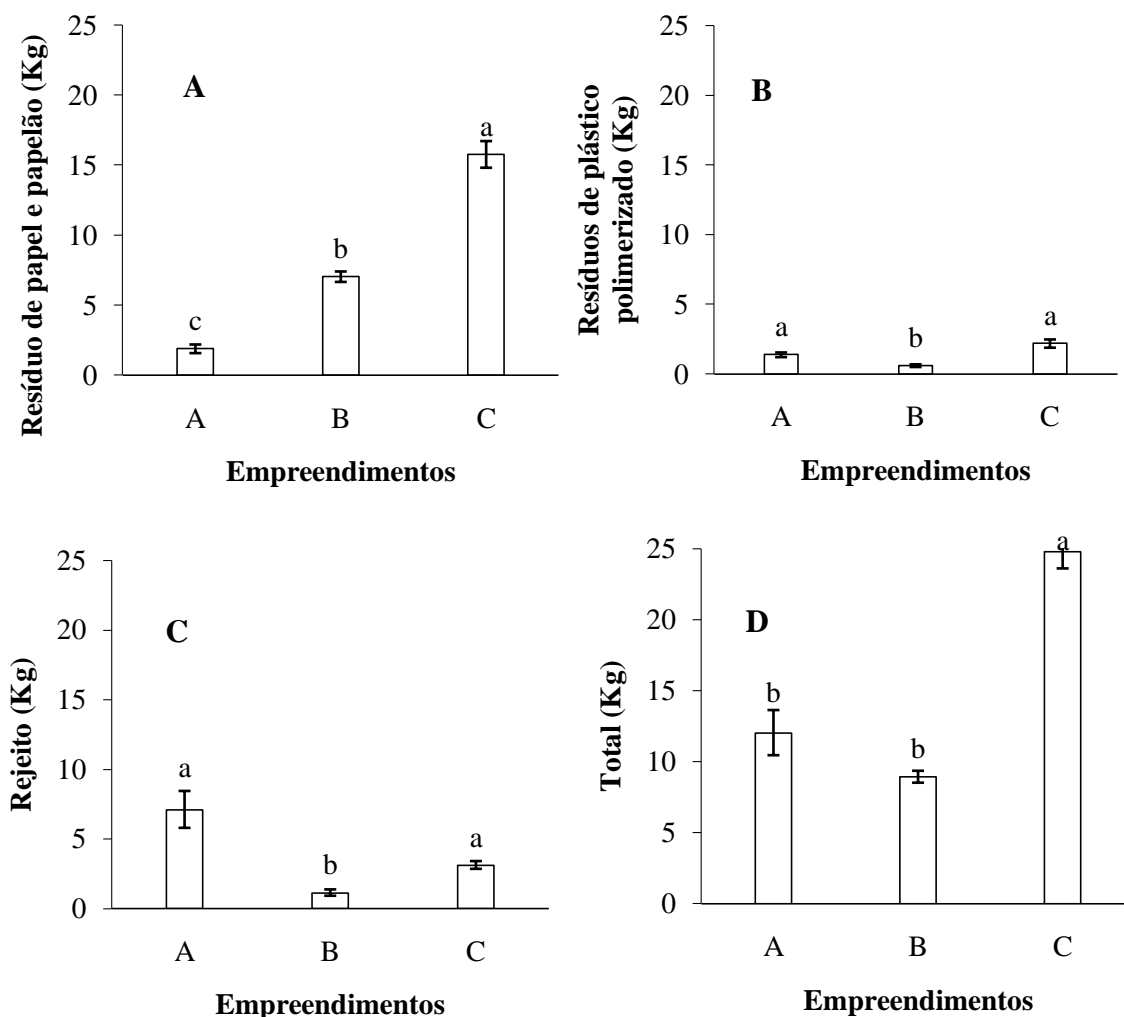 Resíduo de papel e papelão (Kg)
25
20
15
10
5
0
A
c
b
a
A
B
C
Empreendimentos
Resíduos de plástico
polimerizado (Kg)
25
20
15
10
5
0
B
a
b
a
A
B
C
Empreendimentos
Rejeito (Kg)
25
20
15
10
5
0
C
a
b
a
A
B
C
Empreendimentos
Total (Kg)
25
20
15
10
5
0
D
b
b
a
A
B
C
Empreendimentos